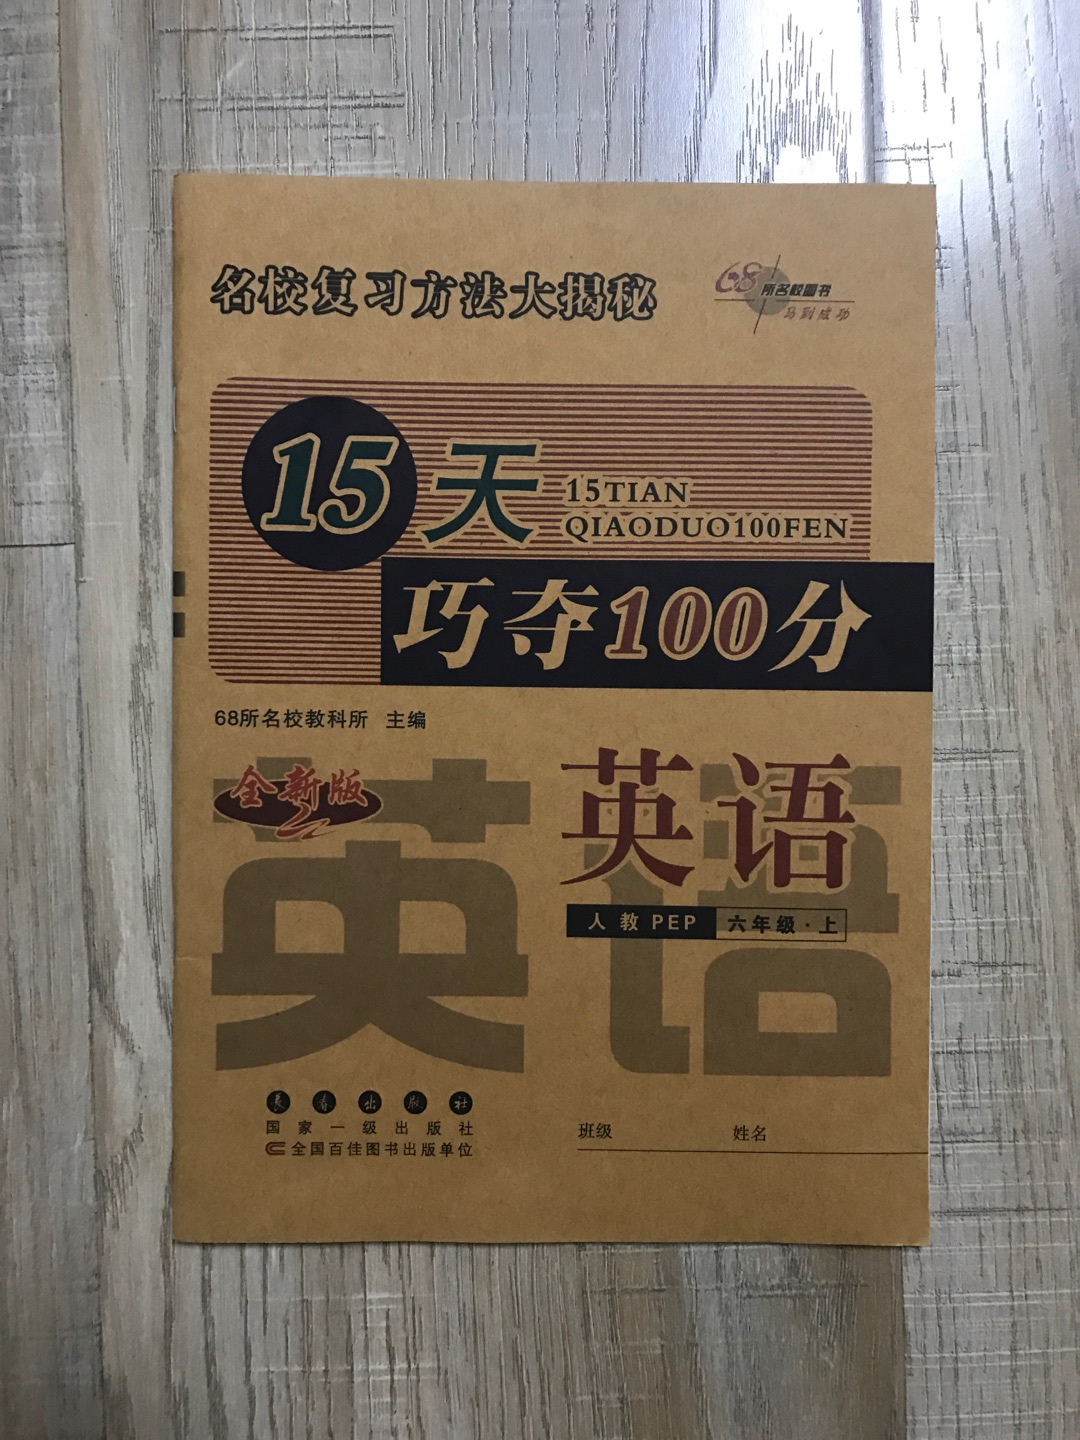 名校复习方法大揭秘
68所名校图书
马到成功
15天
15TIAN
QIAODUO100FEN
巧夺100分
68所名校教科所 主编
全新版
英语
英语
人教PEP 六年级·上
长春出版社
国家一级出版社
全国百佳图书出版单位
班级 姓名